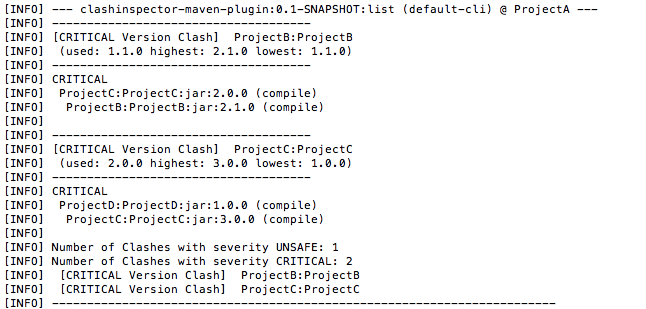 [INFO] --- clashinspector-maven-plugin:0.1-SNAPSHOT:list (default-cli) @ ProjectA ---
[INFO] -------------------------------------
[INFO] [CRITICAL Version Clash]  ProjectB:ProjectB
[INFO]  (used: 1.1.0 highest: 2.1.0 lowest: 1.1.0)
[INFO] -------------------------------------
[INFO] CRITICAL
[INFO]  ProjectC:ProjectC:jar:2.0.0 (compile)
[INFO]   ProjectB:ProjectB:jar:2.1.0 (compile)
[INFO]
[INFO] -------------------------------------
[INFO] [CRITICAL Version Clash]  ProjectC:ProjectC
[INFO]  (used: 2.0.0 highest: 3.0.0 lowest: 1.0.0)
[INFO] -------------------------------------
[INFO] CRITICAL
[INFO]  ProjectD:ProjectD:jar:1.0.0 (compile)
[INFO]   ProjectC:ProjectC:jar:3.0.0 (compile)
[INFO]
[INFO] Number of Clashes with severity UNSAFE: 1
[INFO] Number of Clashes with severity CRITICAL: 2
[INFO]  [CRITICAL Version Clash]  ProjectB:ProjectB
[INFO]  [CRITICAL Version Clash]  ProjectC:ProjectC
[INFO] ------------------------------------------------------------------------